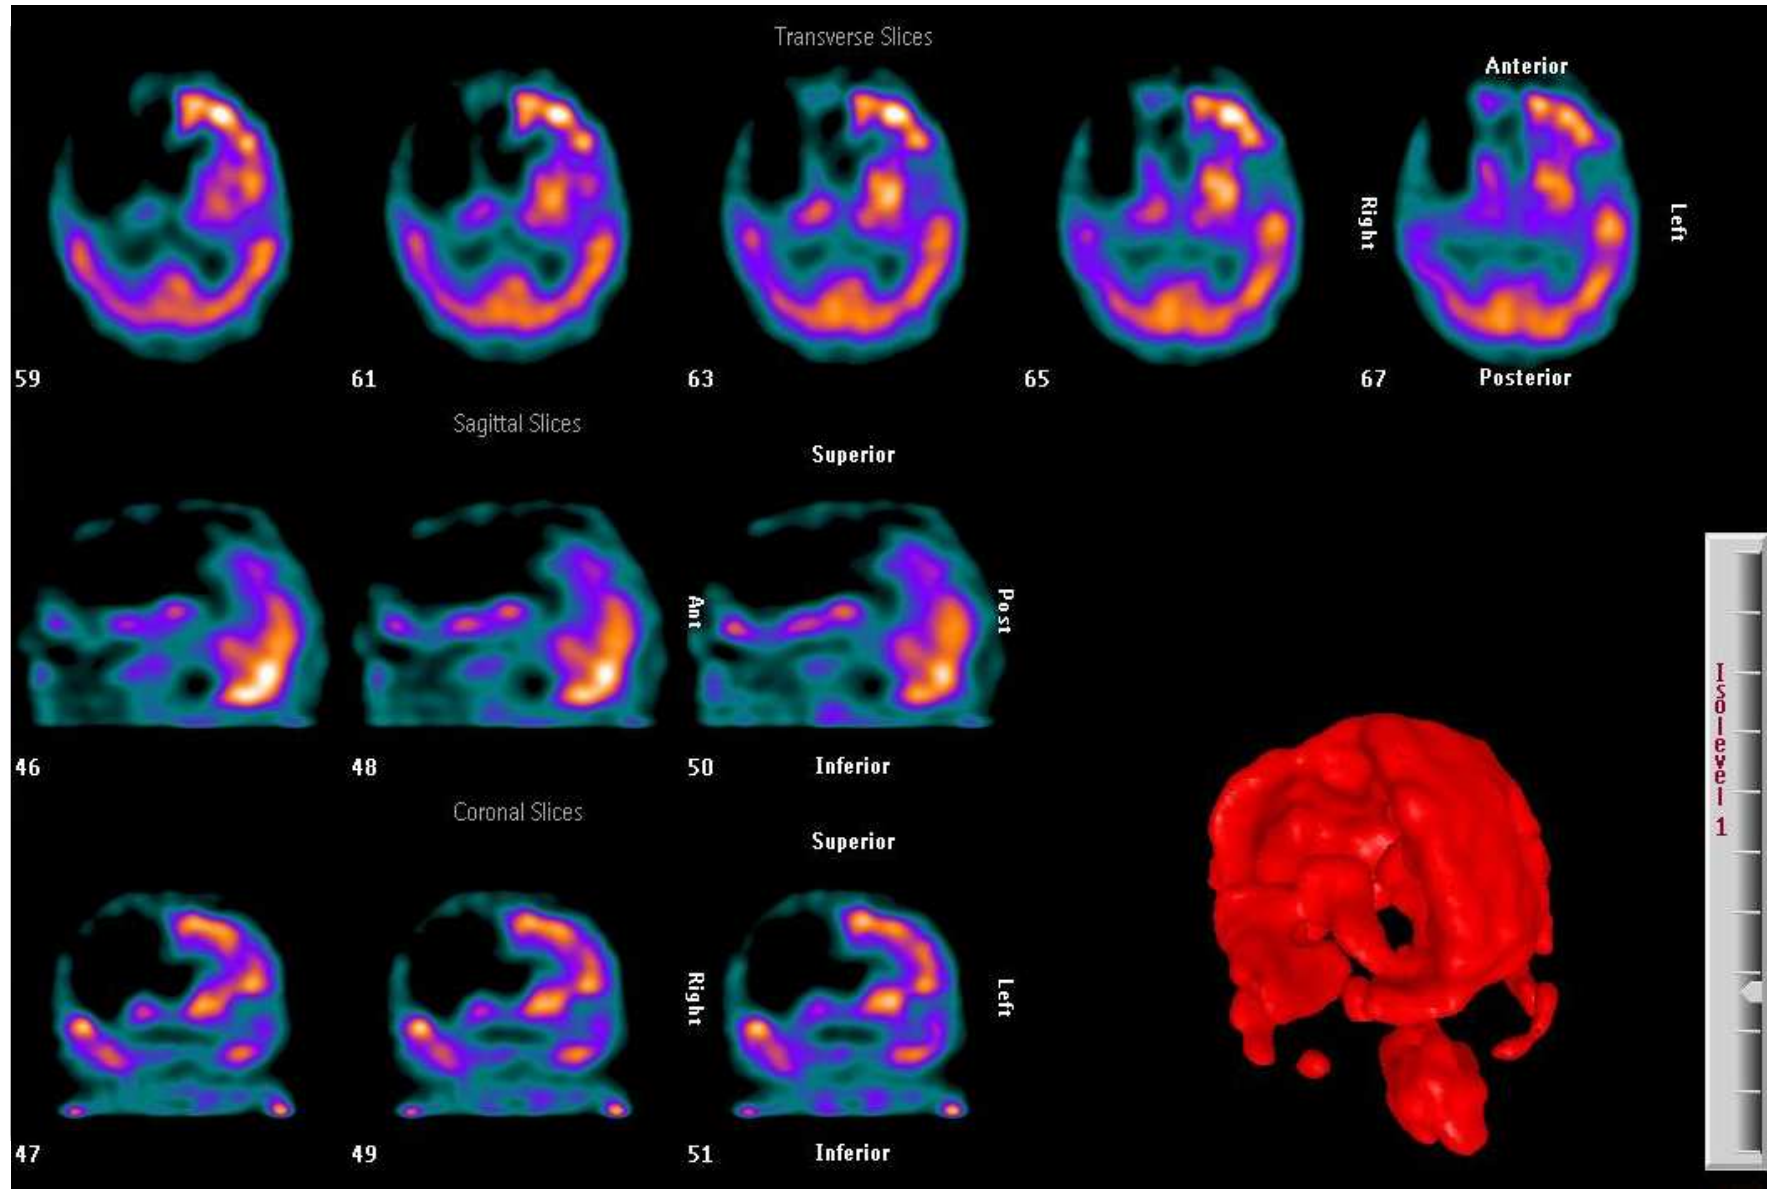 Transverse Slices
Anterior
Right
Left
59
61
63
65
67
Posterior
Sagittal Slices
Superior
Ant
Post
46
48
50
Inferior
Isolevel 1
Coronal Slices
Superior
Right
Left
47
49
51
Inferior